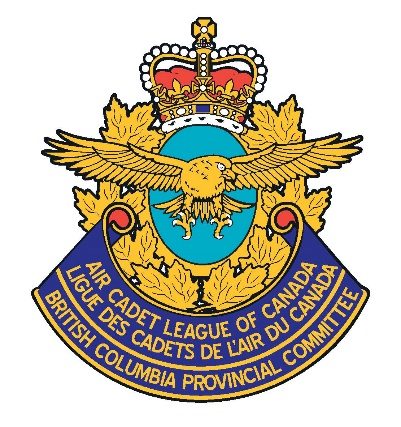 AIR CADET LEAGUE OF CANADA
LIGUE DES CADETS DE L'AIR DU CANADA
BRITISH COLUMBIA PROVINCIAL COMMITTEE